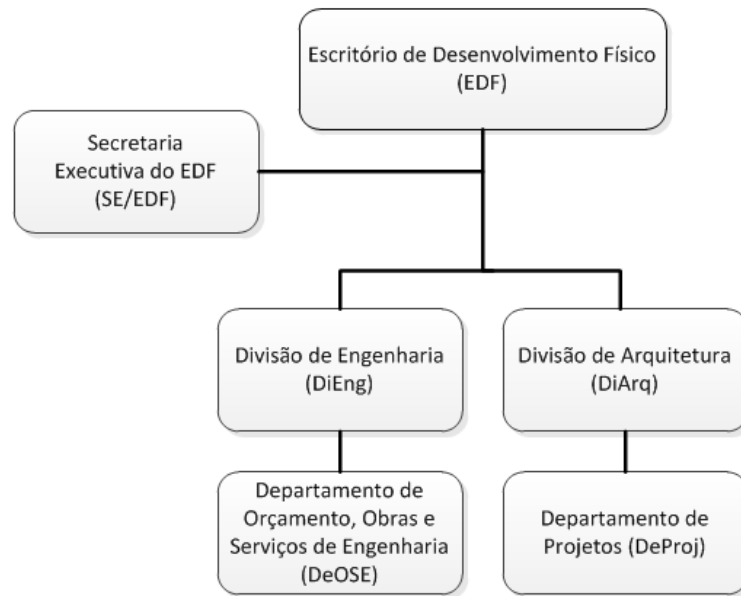 Escritório de Desenvolvimento Físico
(EDF)
Secretaria
Executiva do EDF
(SE/EDF)
Divisão de Engenharia
(DiEng)
Divisão de Arquitetura
(DiArq)
Departamento de
Orçamento, Obras e
Serviços de Engenharia
(DeOSE)
Departamento de
Projetos (DeProj)